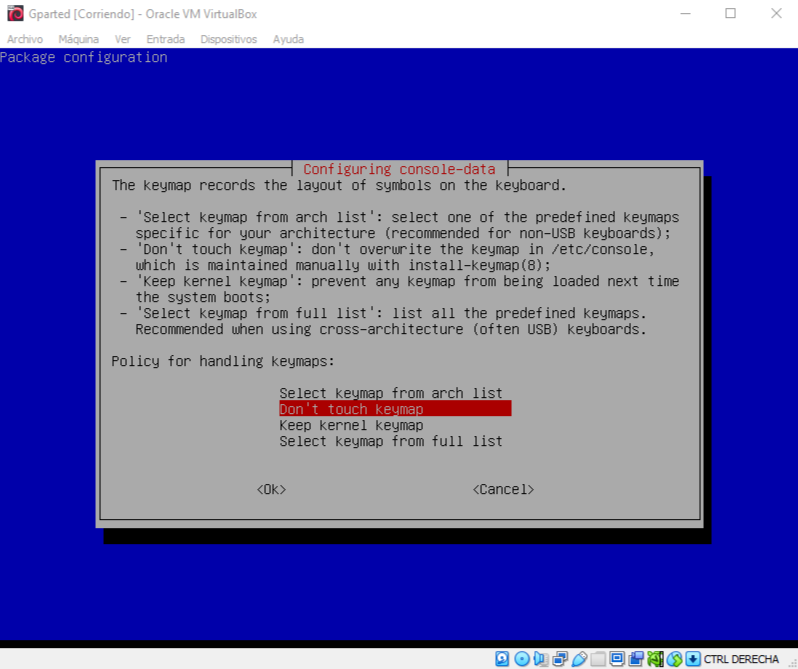 Gparted [Corriendo] - Oracle VM VirtualBox
Archivo Máquina Ver Entrada Dispositivos Ayuda
Package configuration
Configuring console-data
The keymap records the layout of symbols on the keyboard.
- 'Select keymap from arch list': select one of the predefined keymaps
specific for your architecture (recommended for non-USB keyboards);
- 'Don't touch keymap': don't overwrite the keymap in /etc/console,
which is maintained manually with install-keymap(8);
- 'Keep kernel keymap': prevent any keymap from being loaded next time
the system boots;
- 'Select keymap from full list': list all the predefined keymaps.
Recommended when using cross-architecture (often USB) keyboards.
Policy for handling keymaps:
Select keymap from arch list
Don't touch keymap
Keep kernel keymap
Select keymap from full list
<Ok> <Cancel>
CTRL DERECHA